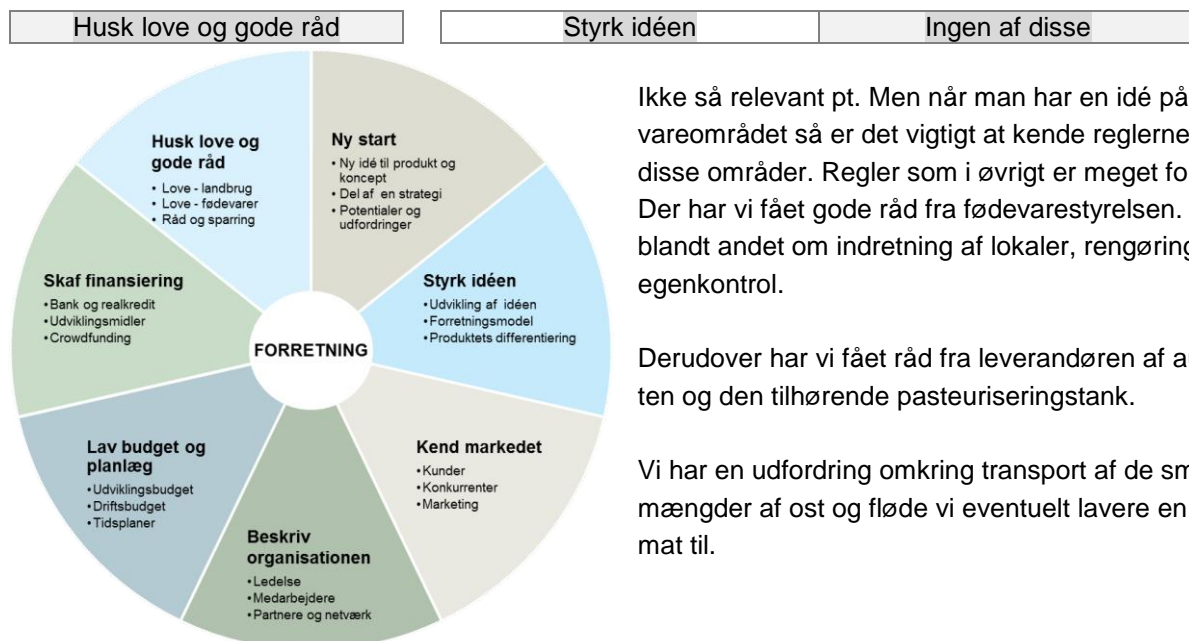 Husk love og gode råd
Styrk idéen
Ingen af disse
Husk love og
gode råd
• Love - landbrug
• Love - fødevarer
• Råd og sparring
Ny start
• Ny idé til produkt og
koncept
• Del af en strategi
• Potentialer og
udfordringer
Styrk idéen
• Udvikling af idéen
• Forretningsmodel
• Produktets differentiering
Kend markedet
• Kunder
• Konkurrenter
• Marketing
Beskriv
organisationen
• Ledelse
• Medarbejdere
• Partnere og netværk
Lav budget og
planlæg
• Udviklingsbudget
• Driftsbudget
• Tidsplaner
Skaf finansiering
• Bank og realkredit
• Udviklingsmidler
• Crowdfunding
FORRETNING
Ikke så relevant pt. Men når man har en idé på
vareområdet så er det vigtigt at kende reglerne
disse områder. Regler som i øvrigt er meget fo
Der har vi fået gode råd fra fødevarestyrelsen.
blandt andet om indretning af lokaler, rengøring
egenkontrol.
Derudover har vi fået råd fra leverandøren af a
ten og den tilhørende pasteuriseringstank.
Vi har en udfordring omkring transport af de sm
mængder af ost og fløde vi eventuelt lavere en
mat til.